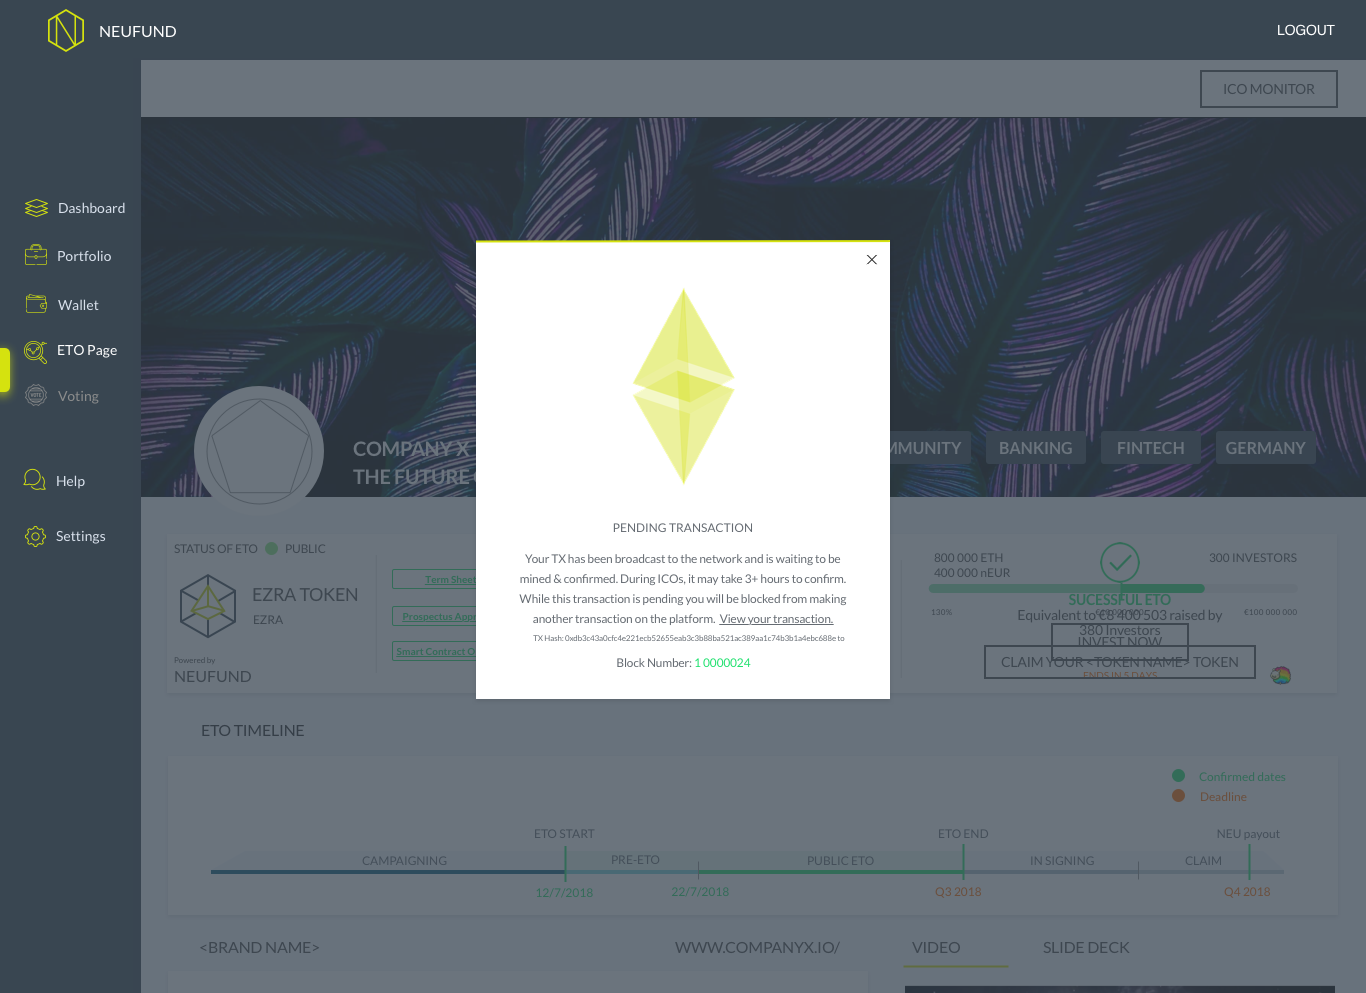 NEUFUND
LOGOUT
ICO MONITOR
Dashboard
Portfolio
Wallet
ETO Page
VOTE
Voting
Help
Settings
COMPANY X
THE FUTURE
MMUNITY
BANKING
FINTECH
GERMANY
PENDING TRANSACTION
Your TX has been broadcast to the network and is waiting to be
mined & confirmed. During ICOs, it may take 3+ hours to confirm.
While this transaction is pending you will be blocked from making
another transaction on the platform. View your transaction.
TX Hash: 0xdb3c43a0cfc4e221ecb52655eab3c3b88ba521ac389aa1c74b3b1a4ebc688e to
Block Number: 1 0000024
STATUS OF ETO PUBLIC
EZRA TOKEN
EZRA
Powered by
NEUFUND
Term Sheet
Prospectus Appr
Smart Contract O
800 000 ETH
400 000 nEUR
300 INVESTORS
130%
€100 000 000
SUCESSFUL ETO
Equivalent to €8 400 503 raised by
380 Investors
INVEST NOW
CLAIM YOUR <TOKEN NAME> TOKEN
ENDS IN 5 DAYS
ETO TIMELINE
Confirmed dates
Deadline
ETO START
ETO END
NEU payout
CAMPAIGNING
PRE-ETO
PUBLIC ETO
IN SIGNING
CLAIM
12/7/2018
22/7/2018
Q3 2018
Q4 2018
<BRAND NAME>
WWW.COMPANYX.IO/
VIDEO
SLIDE DECK